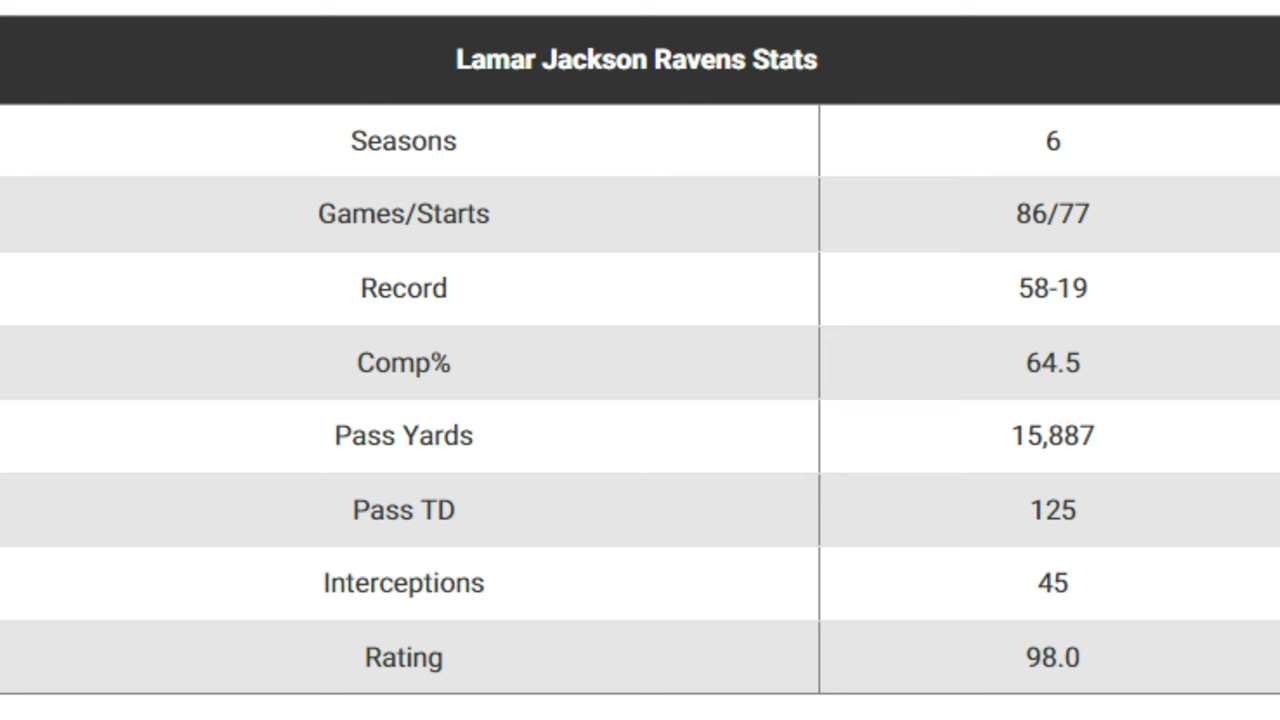 Lamar Jackson Ravens Stats
Seasons 6
Games/Starts 86/77
Record 58-19
Comp% 64.5
Pass Yards 15,887
Pass TD 125
Interceptions 45
Rating 98.0